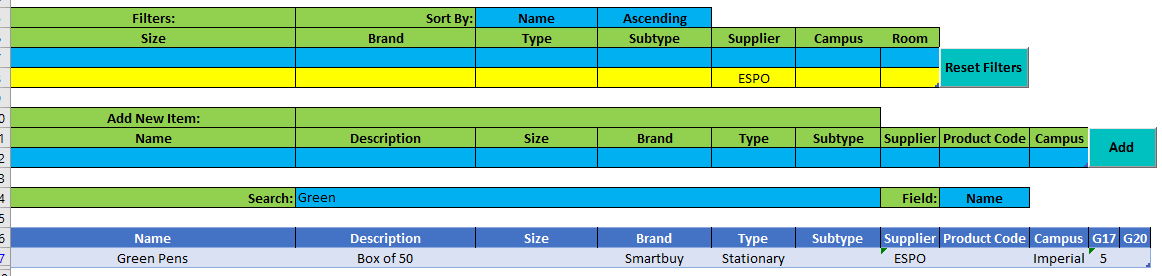 Filters: Sort By: Name Ascending
Size Brand Type Subtype Supplier Campus Room
Reset Filters
ESPO
Add New Item:
Name Description Size Brand Type Subtype Supplier Product Code Campus
Add
Search: Green Field: Name
Name Description Size Brand Type Subtype Supplier Product Code Campus G17 G20
Green Pens Box of 50 Smartbuy Stationary ESPO Imperial 5